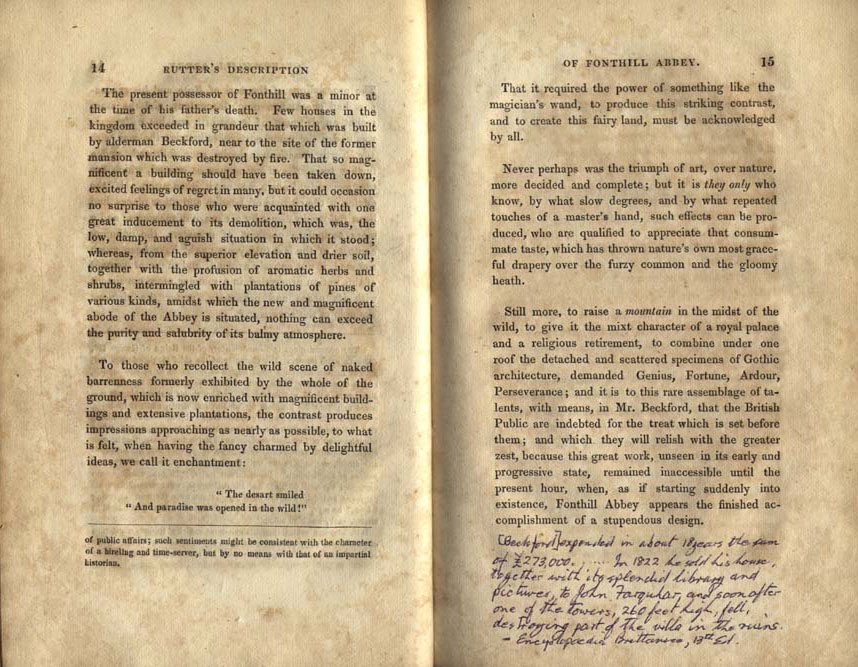 14 RUTTER'S DESCRIPTION
The present possessor of Fonthill was a minor at
the time of his father's death. Few houses in the
kingdom exceeded in grandeur that which was built
by alderman Beckford, near to the site of the former
mansion which was destroyed by fire. That so mag-
nificent a building should have been taken down,
excited feelings of regret in many, but it could occasion
no surprise to those who were acquainted with one
great inducement to its demolition, which was, the
low, damp, and aguish situation in which it stood;
whereas, from the superior elevation and drier soil,
together with the profusion of aromatic herbs and
shrubs, intermingled with plantations of pines of
various kinds, amidst which the new and magnificent
abode of the Abbey is situated, nothing can exceed
the purity and salubrity of its balmy atmosphere.
To those who recollect the wild scene of naked
barrenness formerly exhibited by the whole of the
ground, which is now enriched with magnificent build-
ings and extensive plantations, the contrast produces
impressions approaching as nearly as possible, to what
is felt, when having the fancy charmed by delightful
ideas, we call it enchantment:
" The desart smiled
" And paradise was opened in the wild!"
of public affairs; such sentiments might be consistent with the character
of a hireling and time-server, but by no means with that of an impartial
historian.
OF FONTHILL ABBEY. 15
That it required the power of something like the
magician's wand, to produce this striking contrast,
and to create this fairy land, must be acknowledged
by all.
Never perhaps was the triumph of art, over nature,
more decided and complete; but it is they only who
know, by what slow degrees, and by what repeated
touches of a master's hand, such effects can be pro-
duced, who are qualified to appreciate that consum-
mate taste, which has thrown nature's own most grace-
ful drapery over the furzy common and the gloomy
heath.
Still more, to raise a mountain in the midst of the
wild, to give it the mixt character of a royal palace
and a religious retirement, to combine under one
roof the detached and scattered specimens of Gothic
architecture, demanded Genius, Fortune, Ardour,
Perseverance; and it is to this rare assemblage of ta-
lents, with means, in Mr. Beckford, that the British
Public are indebted for the treat which is set before
them; and which they will relish with the greater
zest, because this great work, unseen in its early and
progressive state, remained inaccessible until the
present hour, when, as if starting suddenly into
existence, Fonthill Abbey appears the finished ac-
complishment of a stupendous design.
[Beckford] expended in about 18 years the sum
of £273,000. ..... In 1822 he sold his house,
together with its splendid library and
pictures, to John Farquhar, and soon after
one of the towers, 260 feet high, fell,
destroying part of the villa in the ruins.
- Encyclopaedia Brittanica, 13th Ed.